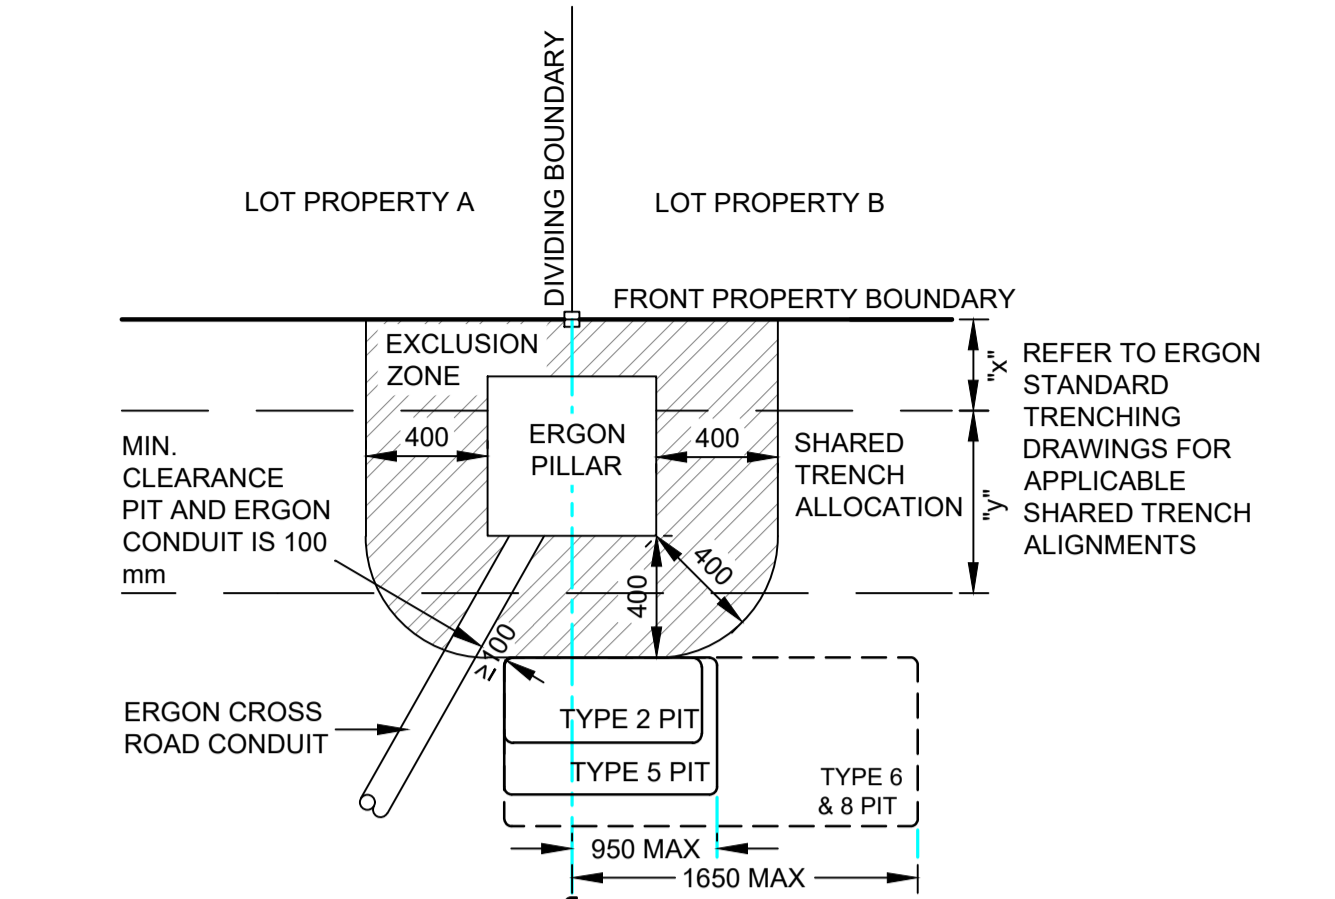 DIVIDING BOUNDARY
LOT PROPERTY A
LOT PROPERTY B
FRONT PROPERTY BOUNDARY
EXCLUSION
ZONE
"x"
REFER TO ERGON
STANDARD
TRENCHING
DRAWINGS FOR
APPLICABLE
SHARED TRENCH
ALIGNMENTS
400
ERGON
PILLAR
400
SHARED
TRENCH
ALLOCATION
"y"
MIN.
CLEARANCE
PIT AND ERGON
CONDUIT IS 100
mm
400
400
≥100
ERGON CROSS
ROAD CONDUIT
TYPE 2 PIT
TYPE 5 PIT
TYPE 6
& 8 PIT
950 MAX
1650 MAX